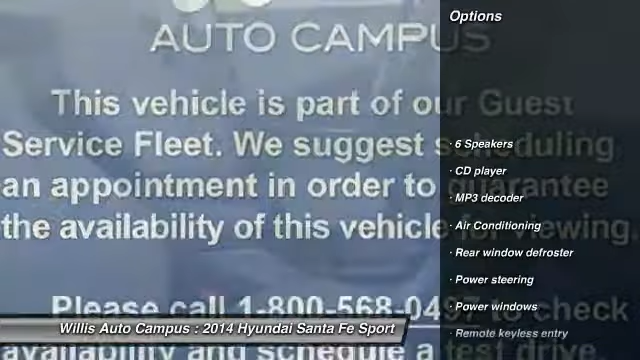 Options
AUTO CAMPUS
This vehicle is part of our Guest
Service Fleet. We suggest scheduling
an appointment in order to guarantee
the availability of this vehicle for viewing.
Please call 1-800-568-0497 to check
availability and schedule a test drive
· 6 Speakers
· CD player
· MP3 decoder
· Air Conditioning
· Rear window defroster
· Power steering
· Power windows
· Remote keyless entry
Willis Auto Campus : 2014 Hyundai Santa Fe Sport